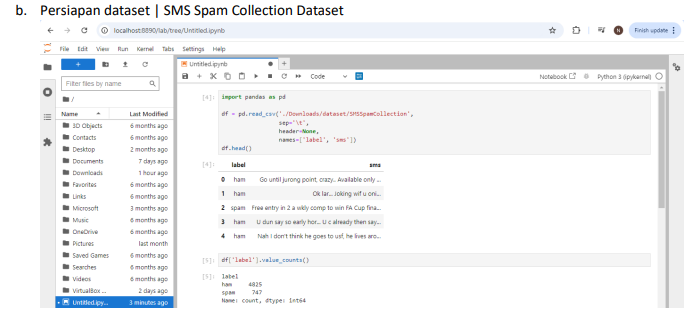 b. Persiapan dataset | SMS Spam Collection Dataset
localhost:8890/lab/tree/Untitled.ipynb
N
Finish update
File Edit View Run Kernel Tabs Settings Help
+
Untitled.ipynb
+
Code
Notebook
Python 3 (ipykernel)
Filter files by name
/
Name Last Modified
3D Objects 6 months ago
Contacts 6 months ago
Desktop 2 months ago
Documents 7 days ago
Downloads 1 hour ago
Favorites 6 months ago
Links 6 months ago
Microsoft 3 months ago
Music 6 months ago
OneDrive 6 months ago
Pictures last month
Saved Games 6 months ago
Searches 6 months ago
Videos 6 months ago
VirtualBox ... 2 days ago
Untitled.ipy... 3 minutes ago
[4]: import pandas as pd
df = pd.read_csv('./Downloads/dataset/SMSSpamCollection',
sep='\t',
header=None,
names=['label', 'sms'])
df.head()
[4]: label sms
0 ham Go until jurong point, crazy.. Available only ...
1 ham Ok lar... Joking wif u oni...
2 spam Free entry in 2 a wkly comp to win FA Cup fina...
3 ham U dun say so early hor... U c already then say...
4 ham Nah I don't think he goes to usf, he lives aro...
[5]: df['label'].value_counts()
[5]: label
ham 4825
spam 747
Name: count, dtype: int64